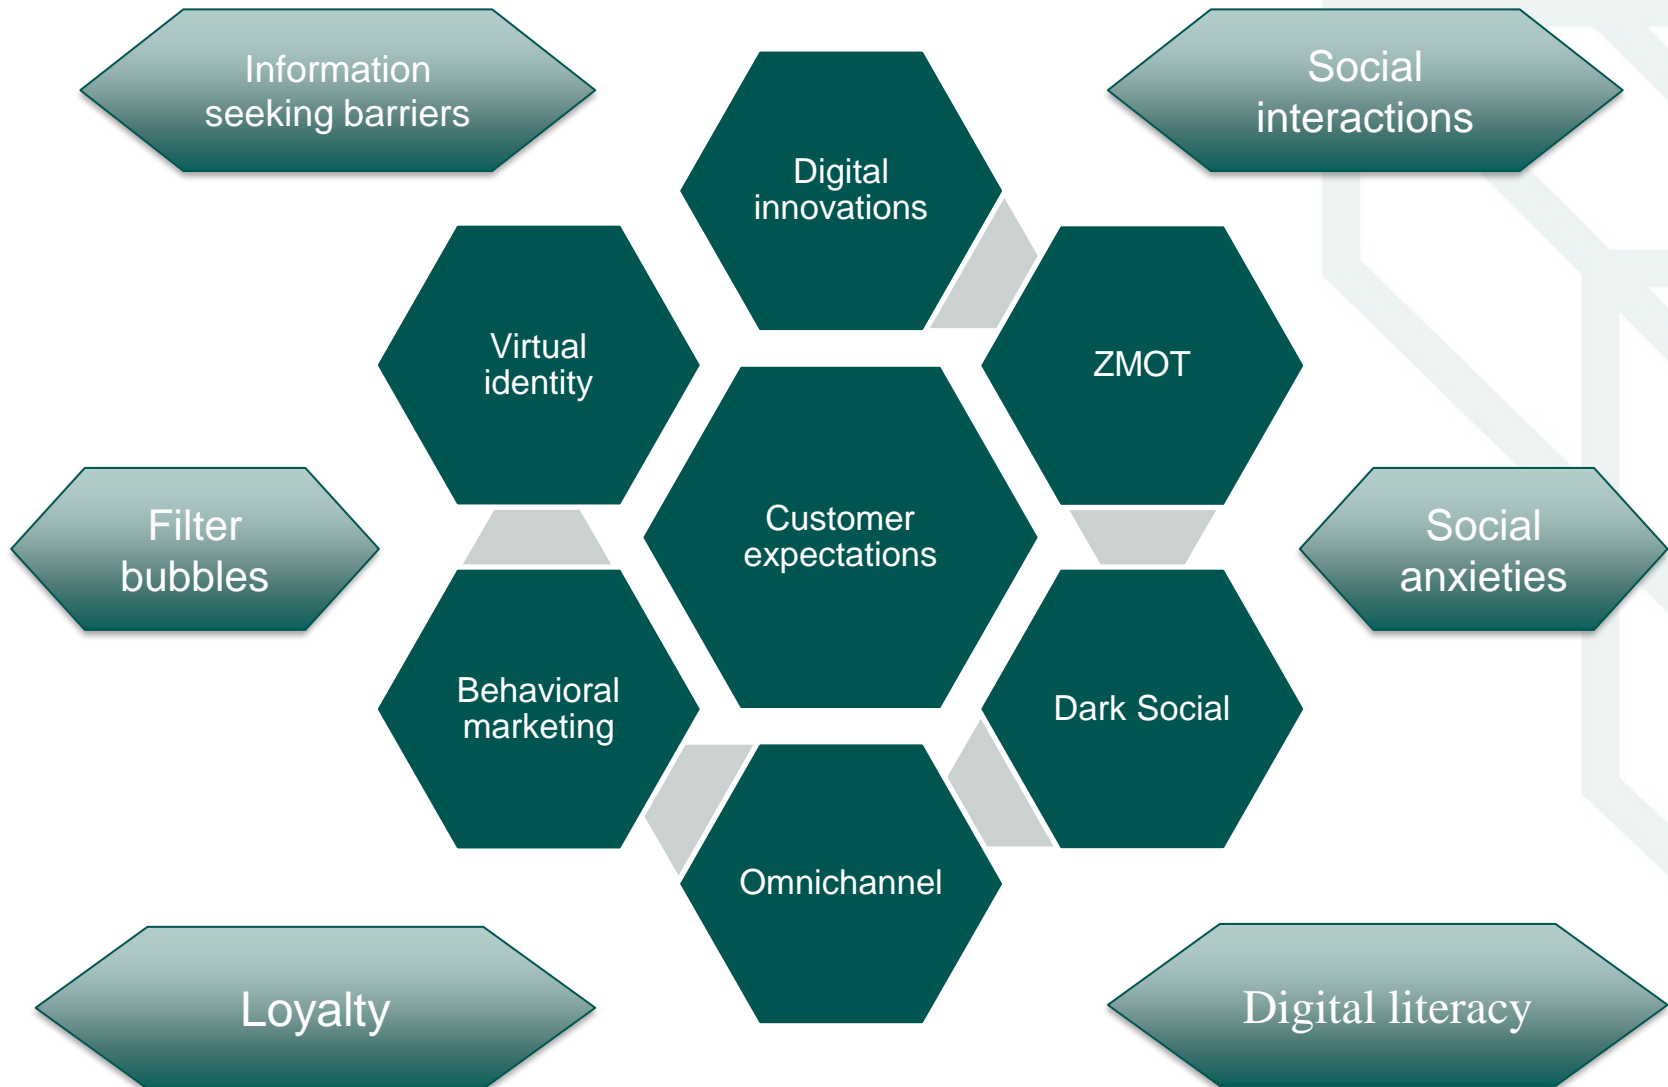 Information
seeking barriers
Social
interactions
Digital
innovations
Virtual
identity
ZMOT
Filter
bubbles
Customer
expectations
Social
anxieties
Behavioral
marketing
Dark Social
Omnichannel
Loyalty
Digital literacy